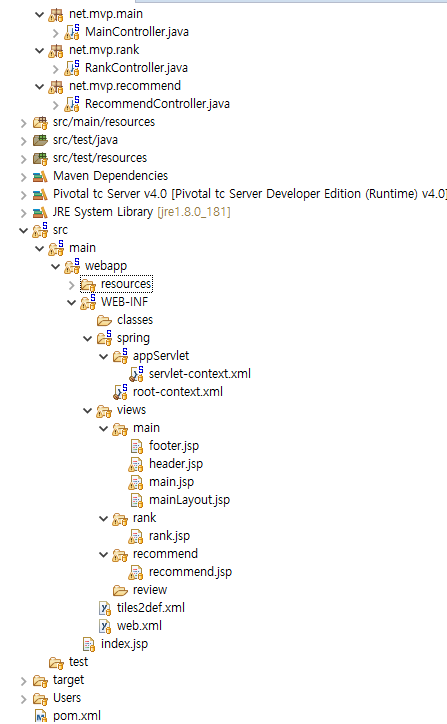 net.mvp.main
MainController.java
net.mvp.rank
RankController.java
net.mvp.recommend
RecommendController.java
src/main/resources
src/test/java
src/test/resources
Maven Dependencies
Pivotal tc Server v4.0 [Pivotal tc Server Developer Edition (Runtime) v4.0]
JRE System Library [jre1.8.0_181]
src
main
webapp
resources
WEB-INF
classes
spring
appServlet
servlet-context.xml
root-context.xml
views
main
footer.jsp
header.jsp
main.jsp
mainLayout.jsp
rank
rank.jsp
recommend
recommend.jsp
review
tiles2def.xml
web.xml
index.jsp
test
target
Users
pom.xml